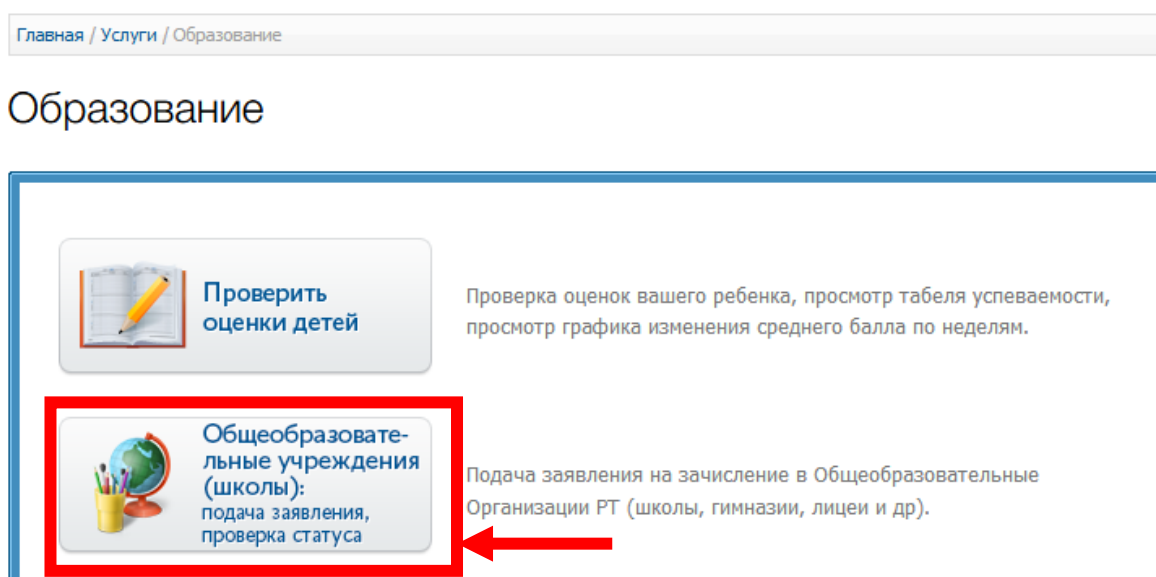 Главная / Услуги / Образование
Образование
Проверить
оценки детей
Проверка оценок вашего ребенка, просмотр табеля успеваемости,
просмотр графика изменения среднего балла по неделям.
Общеобразовате-
льные учреждения
(школы):
подача заявления,
проверка статуса
Подача заявления на зачисление в Общеобразовательные
Организации РТ (школы, гимназии, лицеи и др).